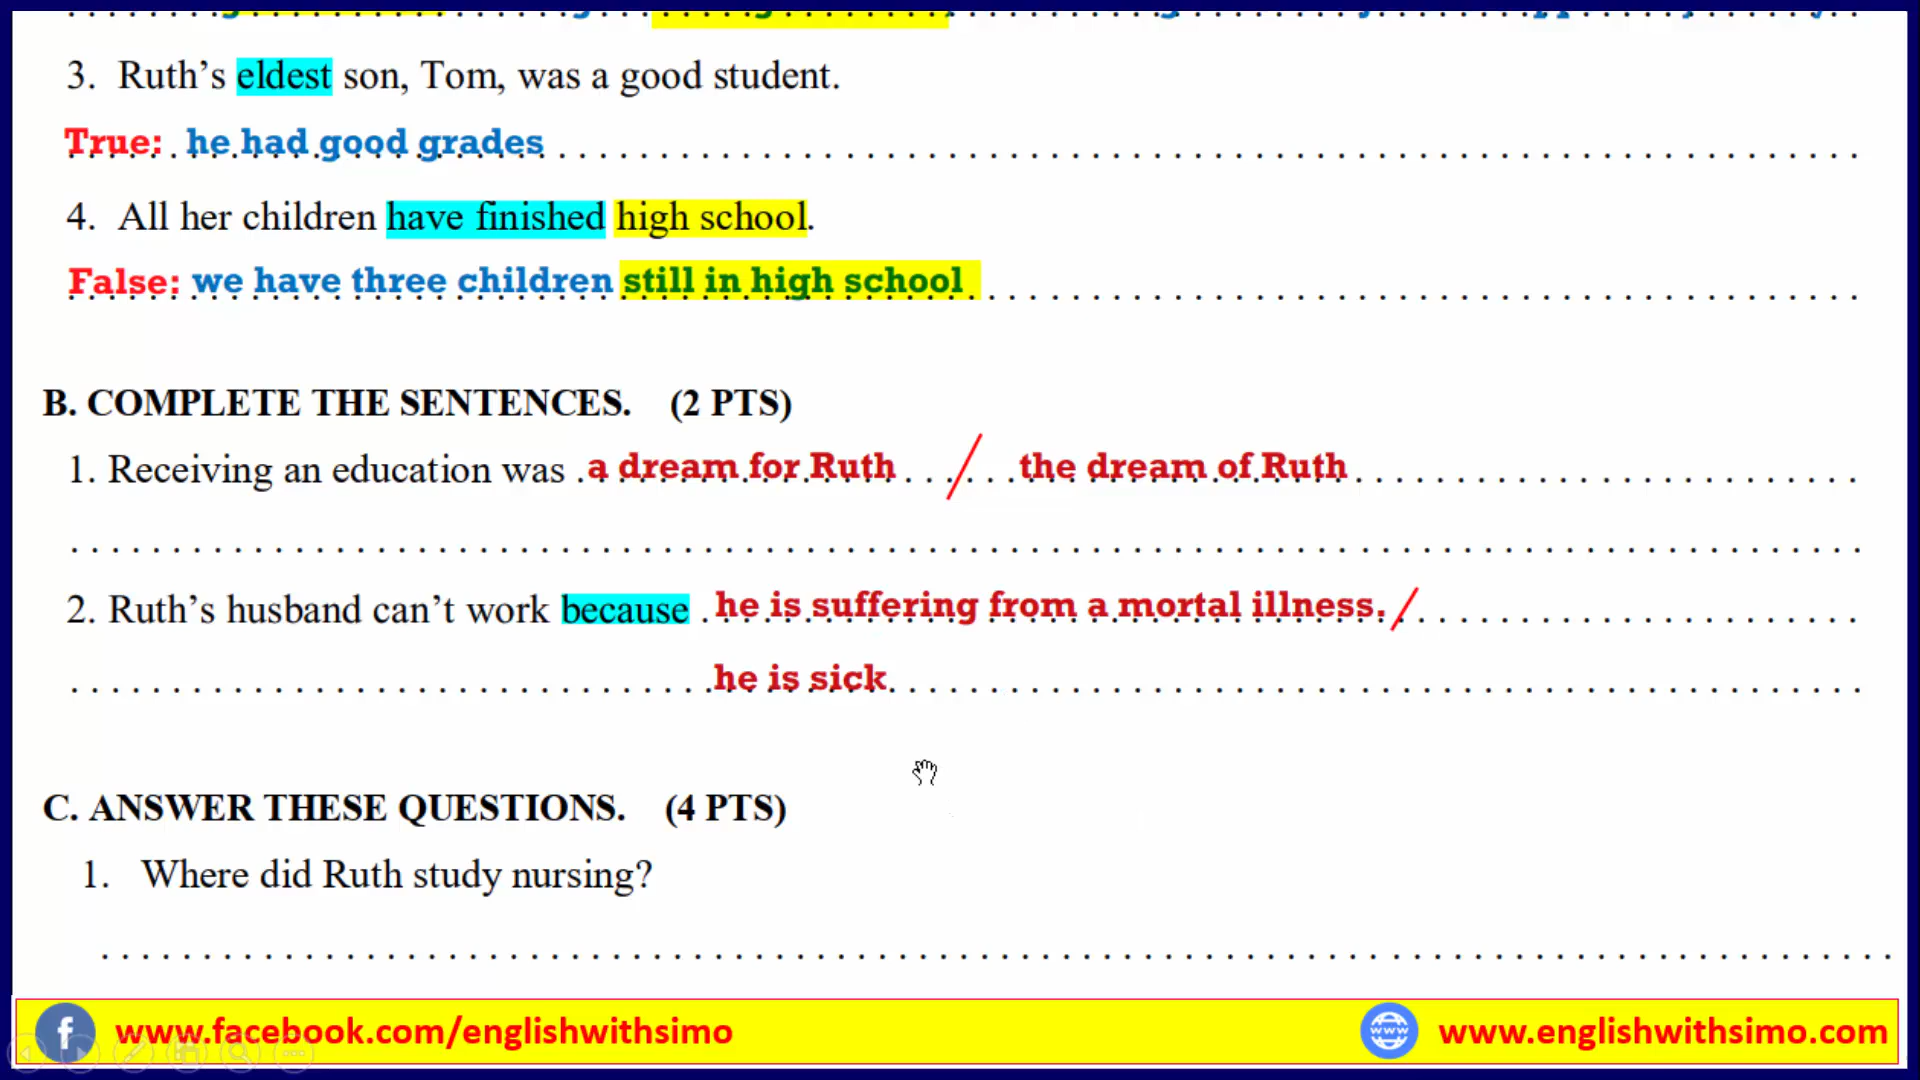 3. Ruth’s eldest son, Tom, was a good student.
True: he had good grades
4. All her children have finished high school.
False: we have three children still in high school
B. COMPLETE THE SENTENCES. (2 PTS)
1. Receiving an education was a dream for Ruth / the dream of Ruth
2. Ruth’s husband can’t work because he is suffering from a mortal illness. /
he is sick
C. ANSWER THESE QUESTIONS. (4 PTS)
1. Where did Ruth study nursing?
f www.facebook.com/englishwithsimo
www www.englishwithsimo.com